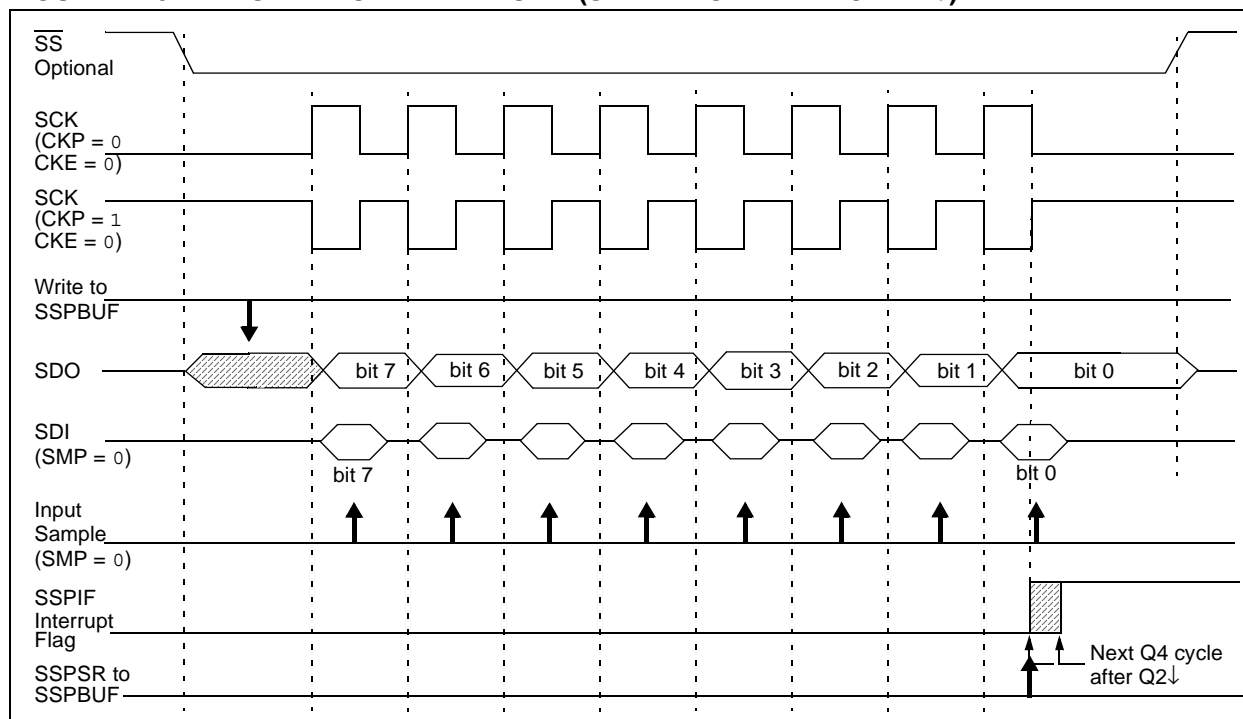 SS
Optional
SCK
(CKP = 0
CKE = 0)
SCK
(CKP = 1
CKE = 0)
Write to
SSPBUF
SDO
bit 7 bit 6 bit 5 bit 4 bit 3 bit 2 bit 1 bit 0
SDI
(SMP = 0)
bit 7 bit 0
Input
Sample
(SMP = 0)
SSPIF
Interrupt
Flag
Next Q4 cycle
after Q2↓
SSPSR to
SSPBUF